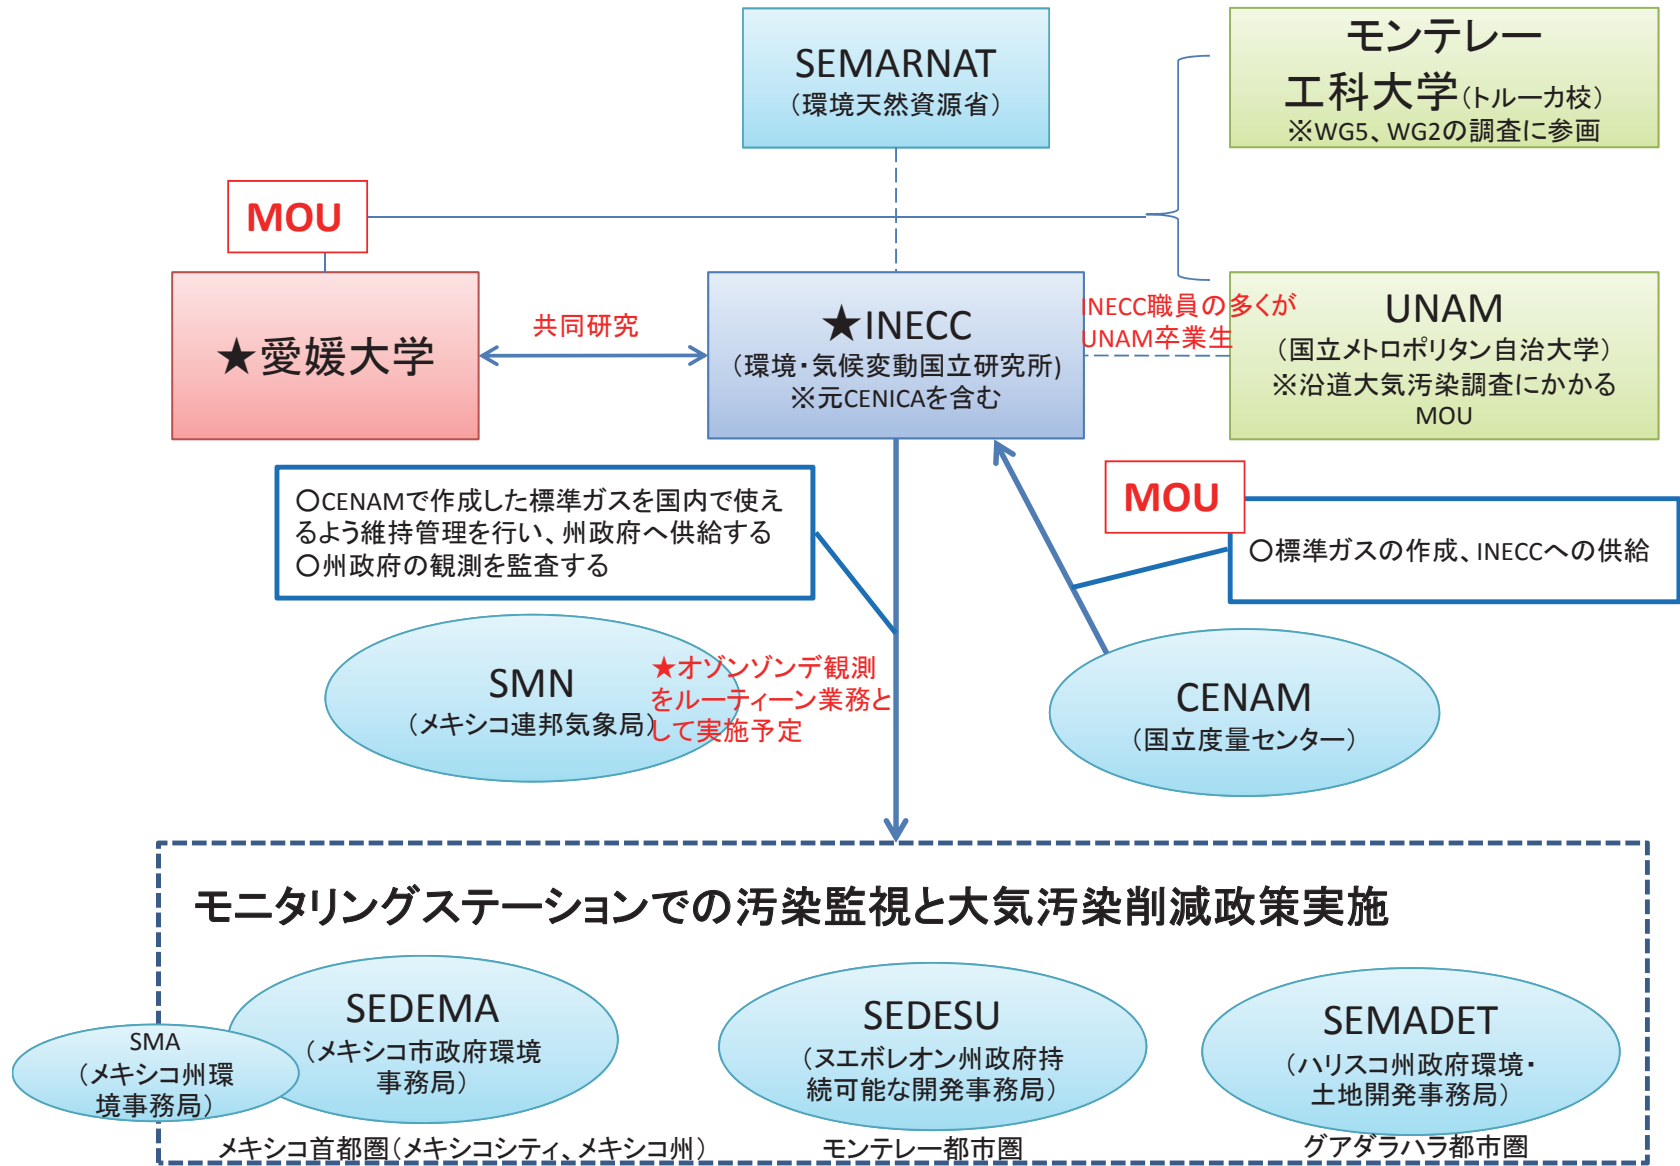 SEMARNAT
（環境天然資源省）
モンテレー
工科大学（トルーカ校）
※WG5、WG2の調査に参画
MOU
★愛媛大学
共同研究
★INECC
（環境・気候変動国立研究所)
※元CENICAを含む
INECC職員の多くが
UNAM卒業生
UNAM
（国立メトロポリタン自治大学）
※沿道大気汚染調査にかかる
MOU
○CENAMで作成した標準ガスを国内で使え
るよう維持管理を行い、州政府へ供給する
○州政府の観測を監査する
MOU
○標準ガスの作成、INECCへの供給
SMN
（メキシコ連邦気象局）
★オゾンゾンデ観測
をルーティーン業務と
して実施予定
CENAM
（国立度量センター）
モニタリングステーションでの汚染監視と大気汚染削減政策実施
SMA
（メキシコ州環
境事務局）
SEDEMA
（メキシコ市政府環境
事務局）
SEDESU
（ヌエボレオン州政府持
続可能な開発事務局）
SEMADET
（ハリスコ州政府環境・
土地開発事務局）
メキシコ首都圏（メキシコシティ、メキシコ州）
モンテレー都市圏
グアダラハラ都市圏